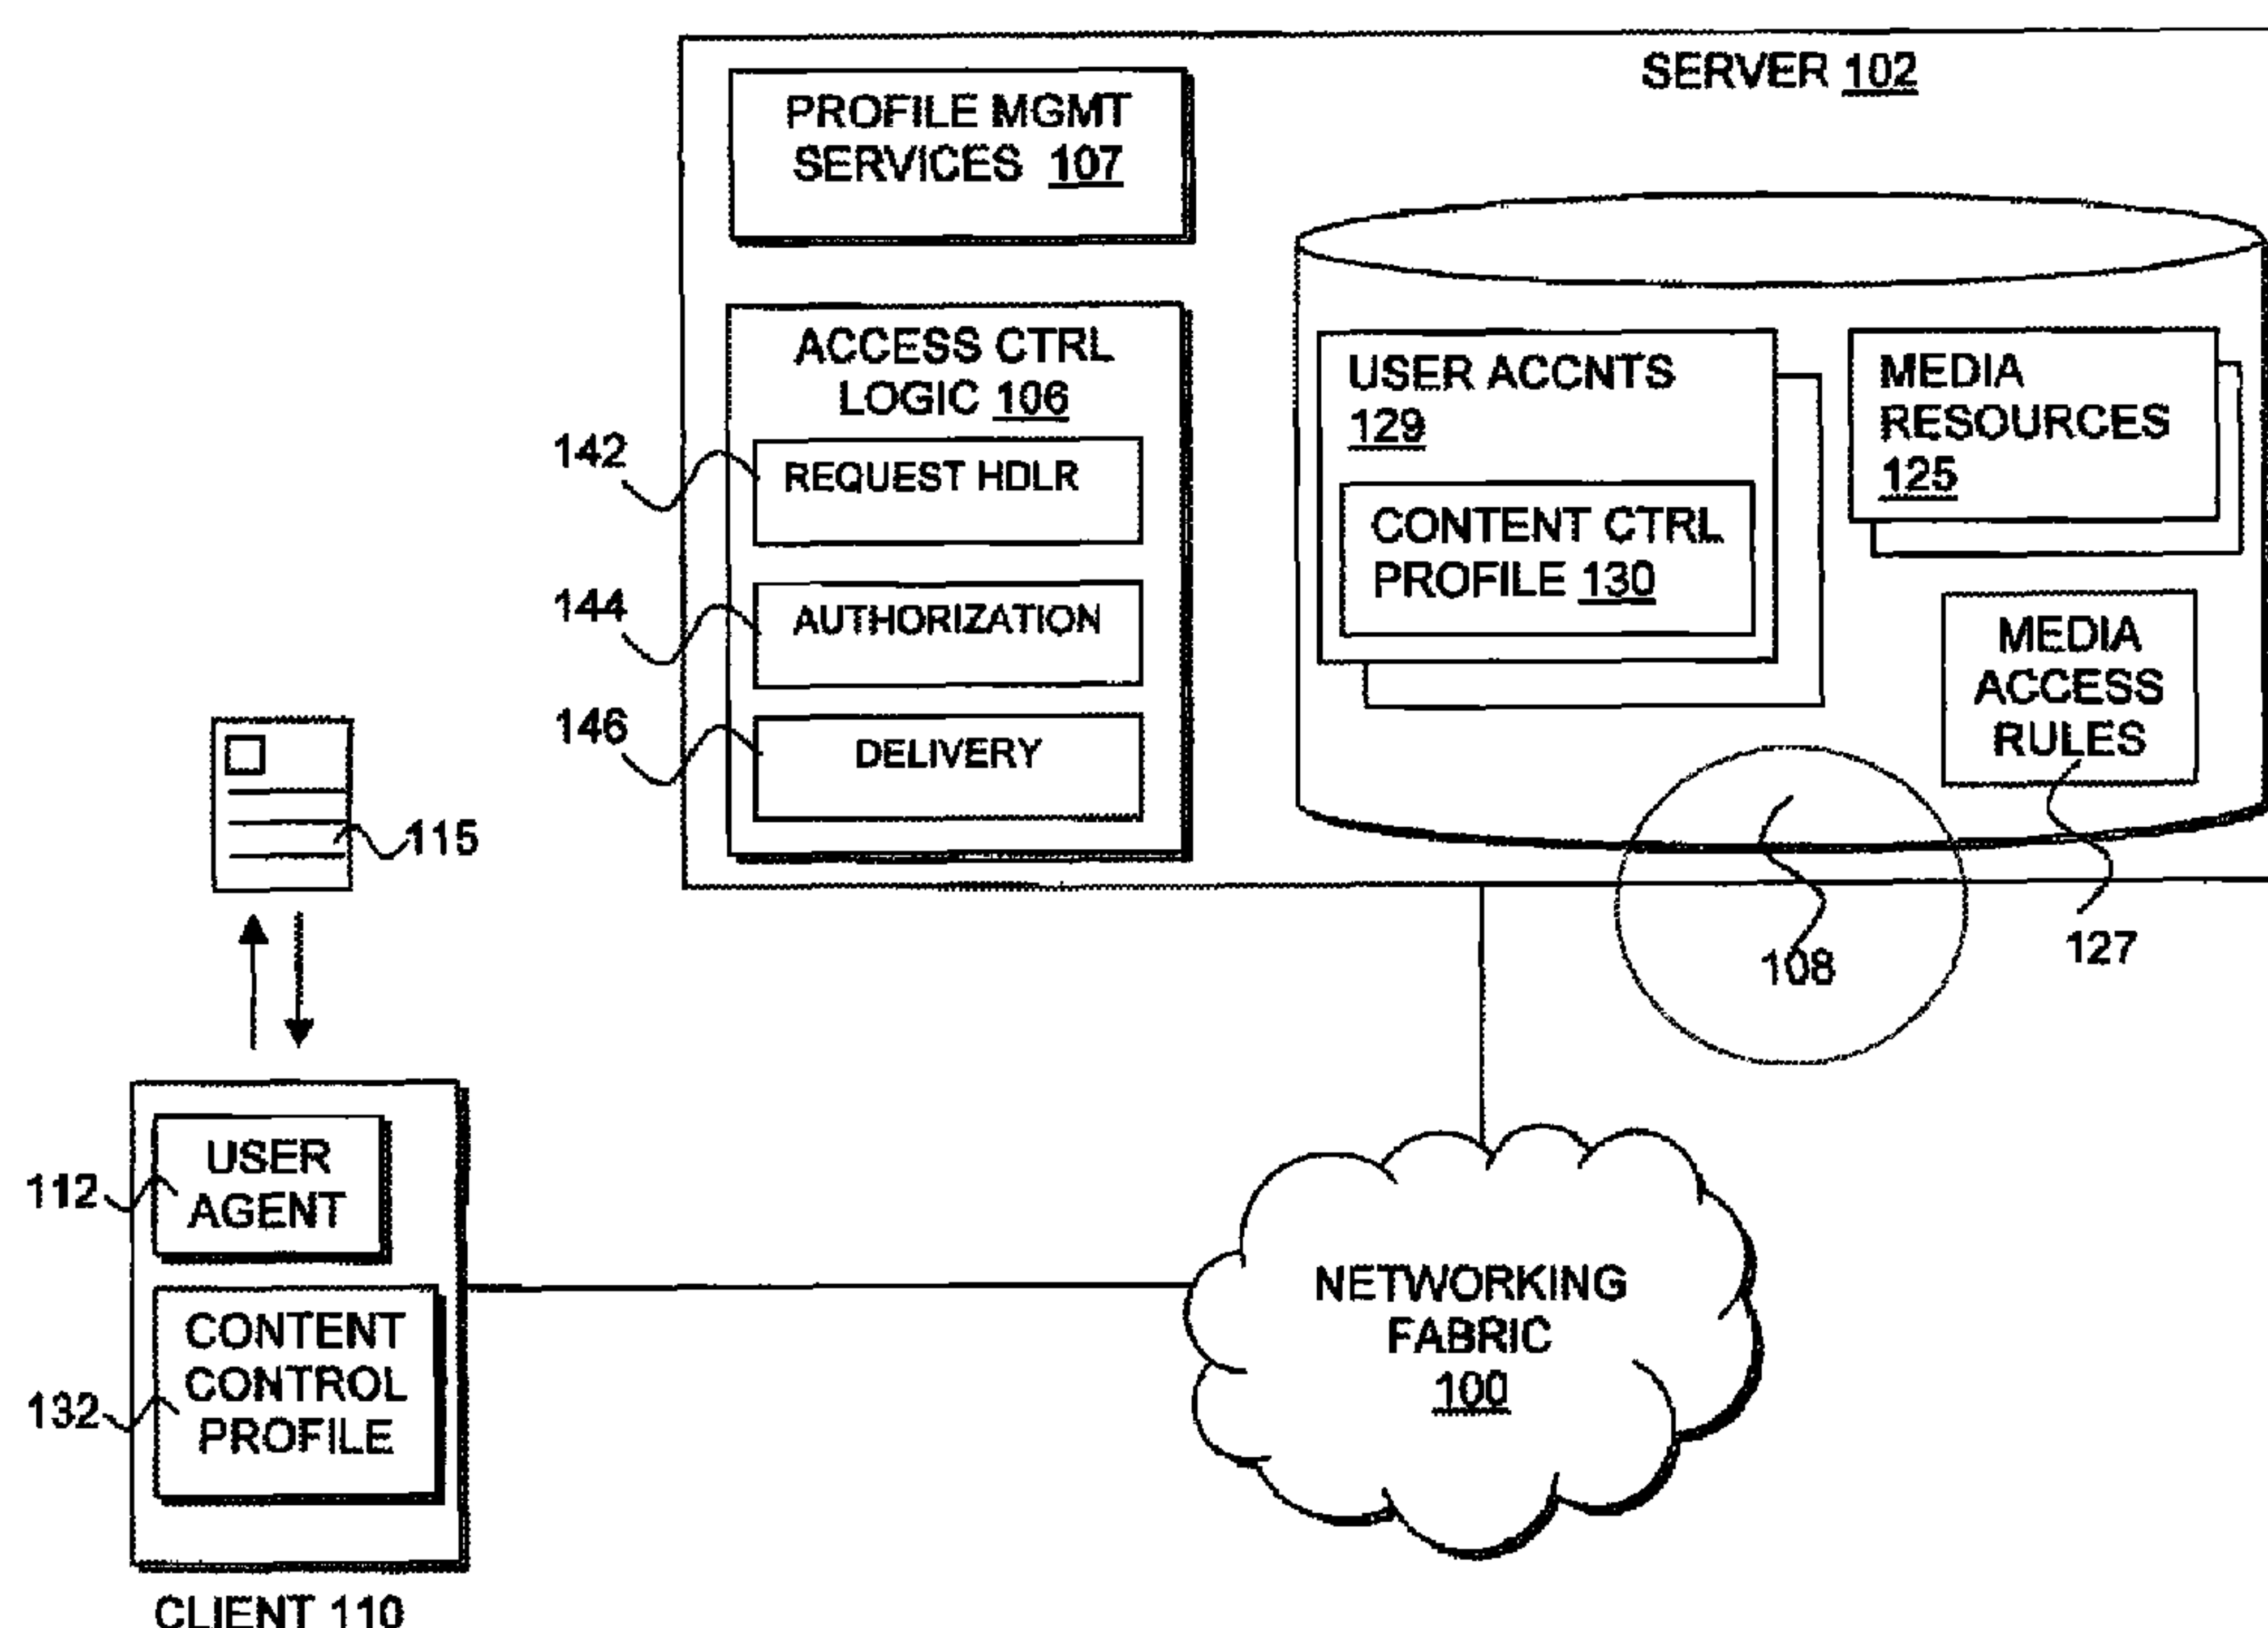 SERVER 102
PROFILE MGMT
SERVICES 107
ACCESS CTRL
LOGIC 106
142
REQUEST HDLR
144
AUTHORIZATION
146
DELIVERY
USER ACCNTS
129
CONTENT CTRL
PROFILE 130
MEDIA
RESOURCES
125
MEDIA
ACCESS
RULES
108
127
115
112
USER
AGENT
132
CONTENT
CONTROL
PROFILE
CLIENT 110
NETWORKING
FABRIC
100